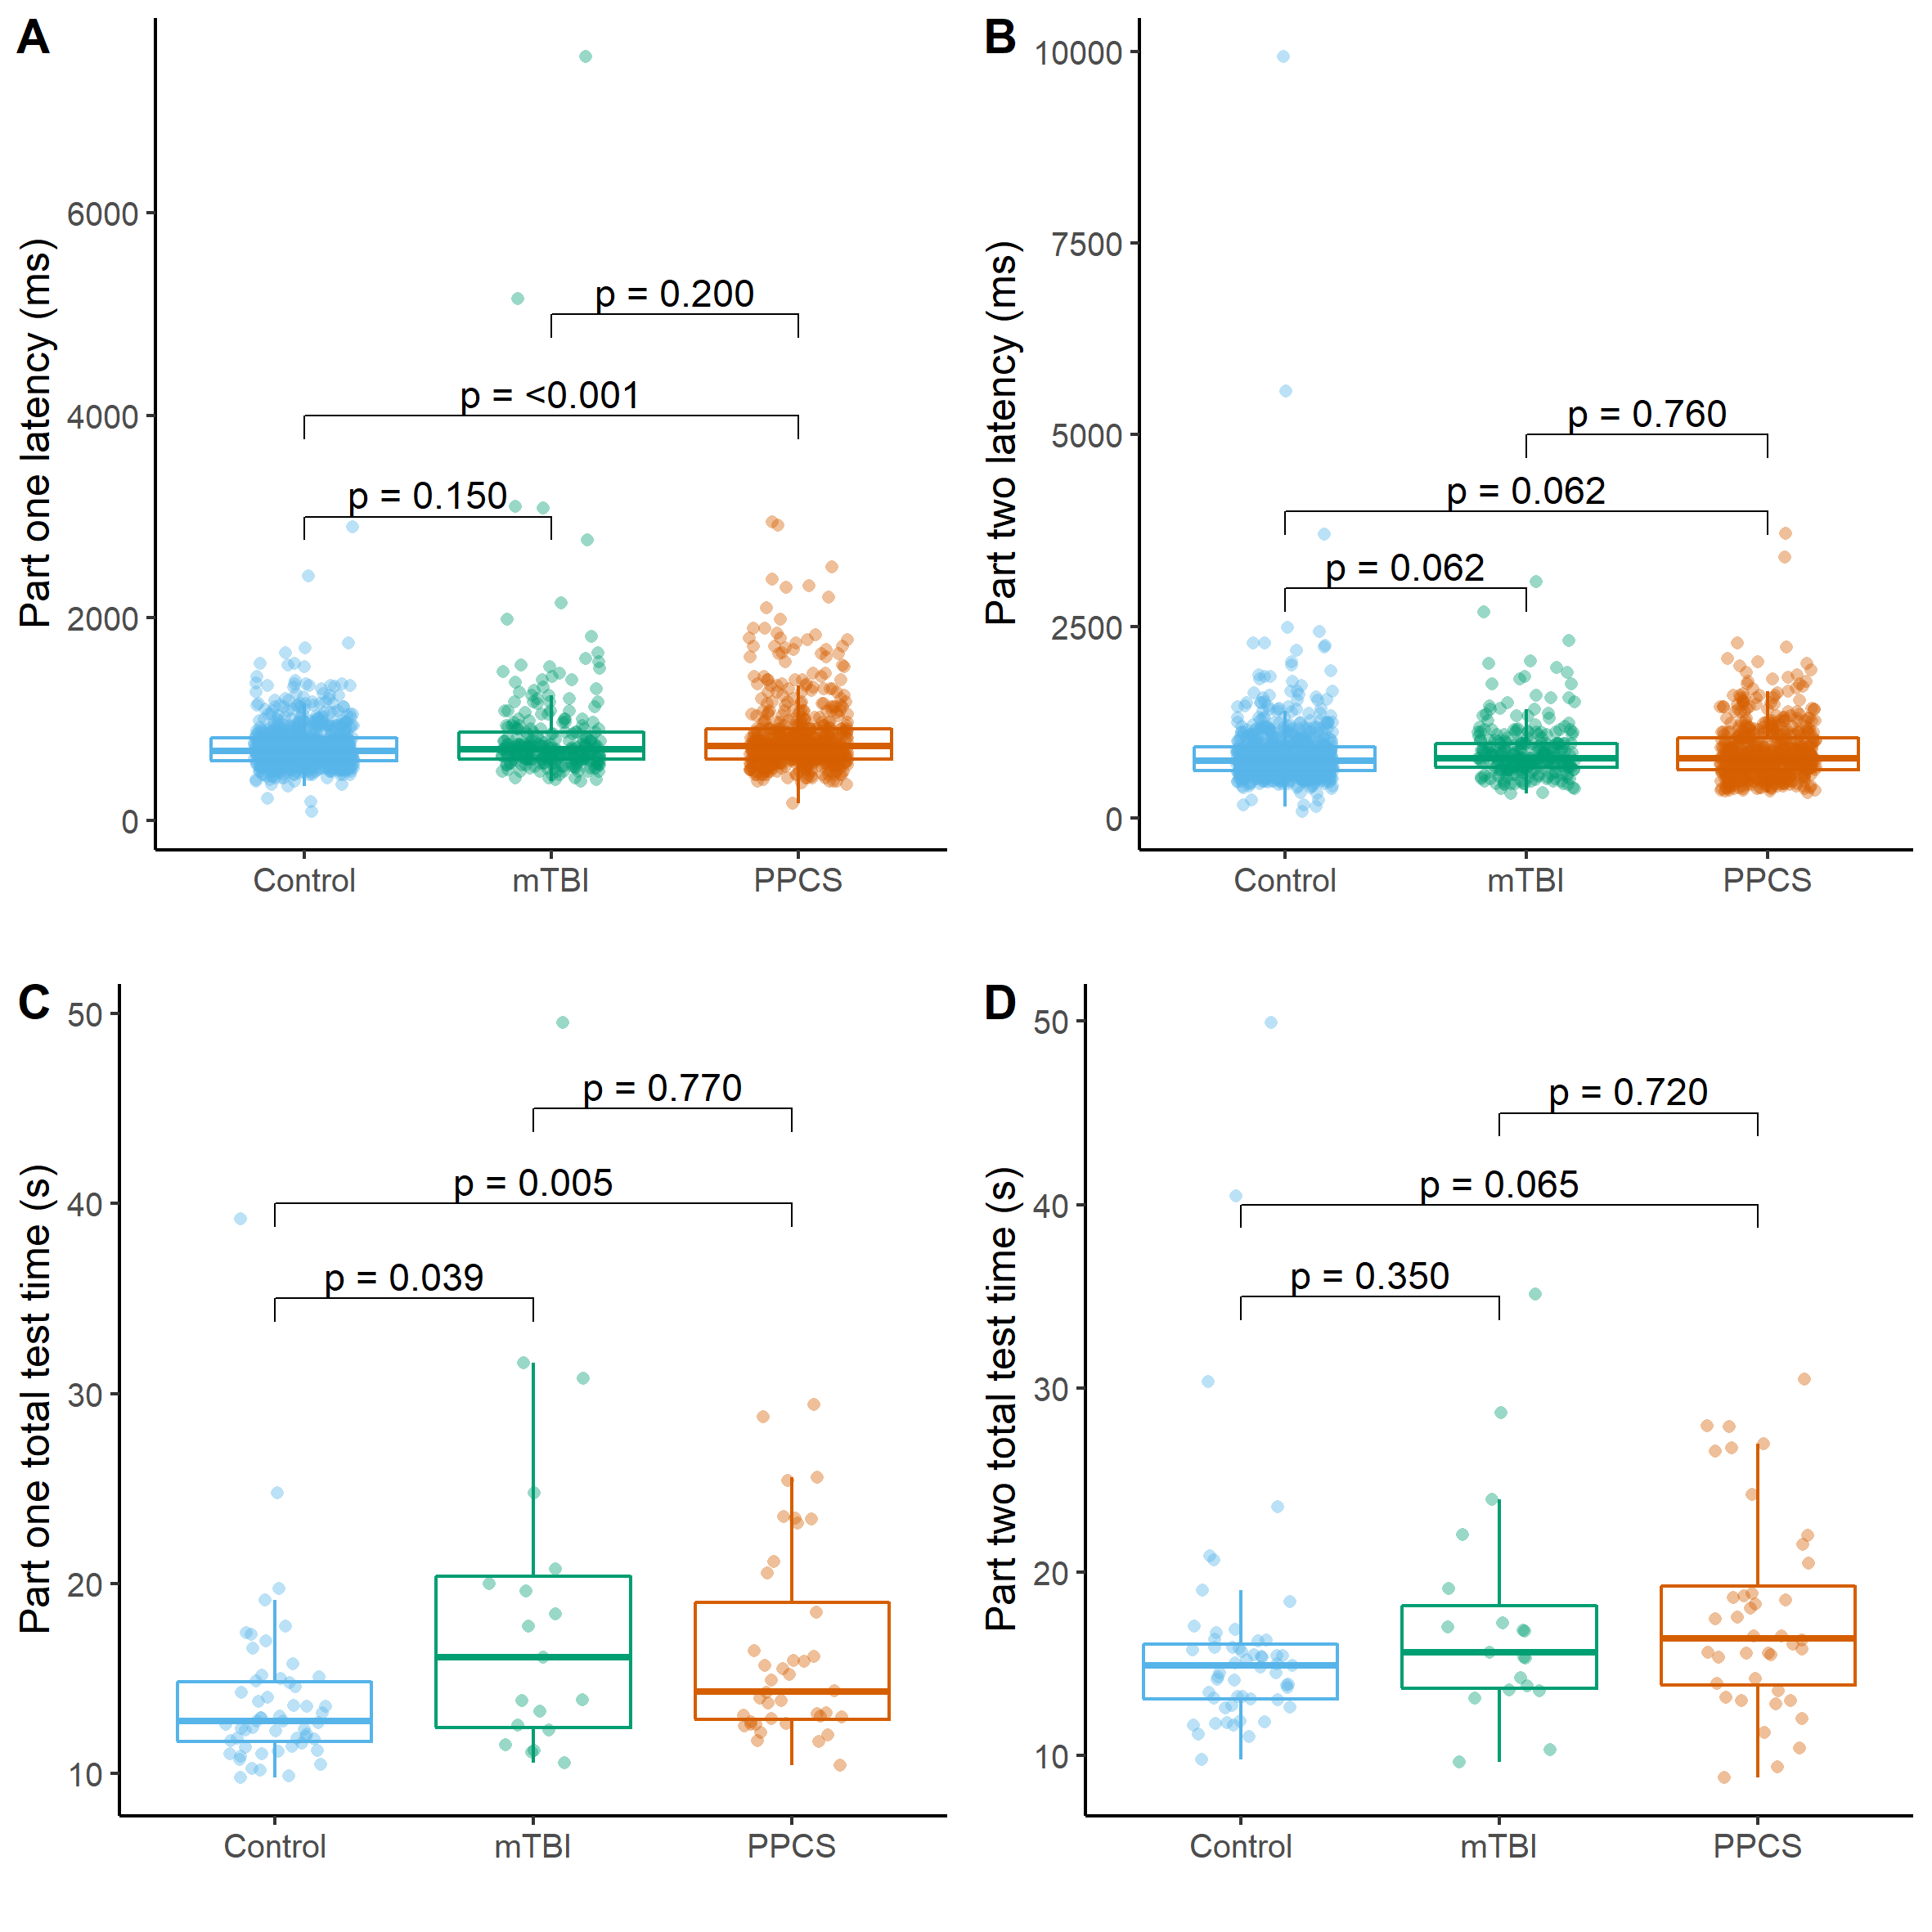 A
Part one latency (ms)
6000
4000
2000
0
p = 0.200
p = <0.001
p = 0.150
Control mTBI PPCS
B
Part two latency (ms)
10000
7500
5000
2500
0
p = 0.760
p = 0.062
p = 0.062
Control mTBI PPCS
C
Part one total test time (s)
50
40
30
20
10
p = 0.770
p = 0.005
p = 0.039
Control mTBI PPCS
D
Part two total test time (s)
50
40
30
20
10
p = 0.720
p = 0.065
p = 0.350
Control mTBI PPCS